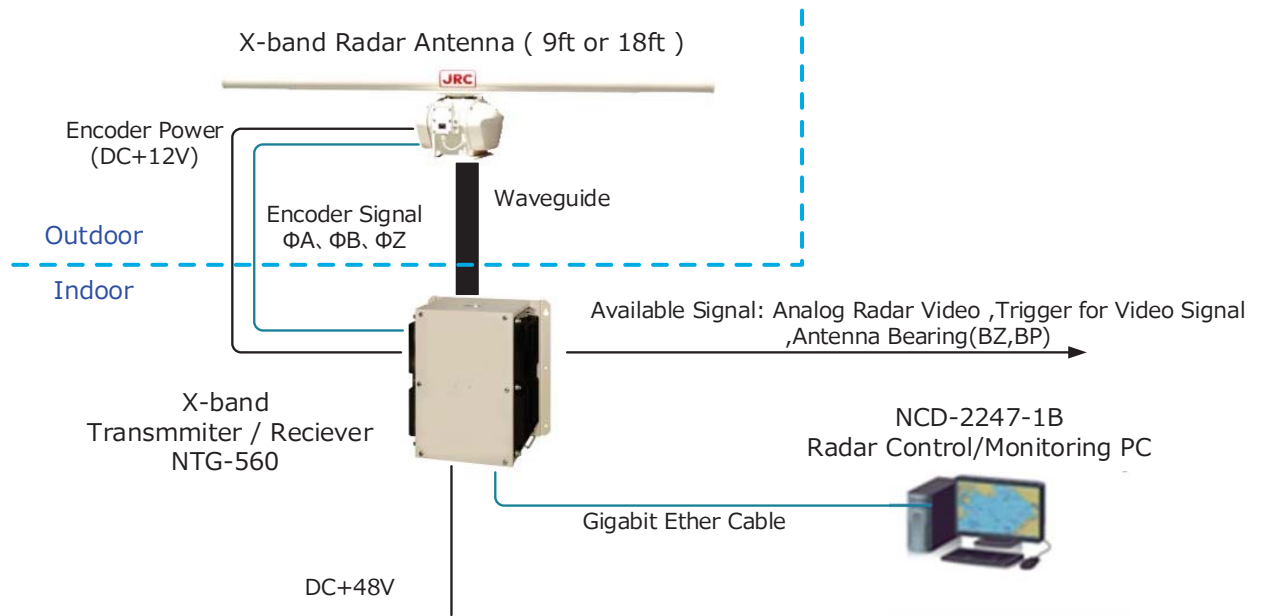 X-band Radar Antenna ( 9ft or 18ft )
JRC
Encoder Power
(DC+12V)
Waveguide
Encoder Signal
ΦA、ΦB、ΦZ
Outdoor
Indoor
Available Signal: Analog Radar Video ,Trigger for Video Signal
,Antenna Bearing(BZ,BP)
X-band
Transmmiter / Reciever
NTG-560
NCD-2247-1B
Radar Control/Monitoring PC
Gigabit Ether Cable
DC+48V